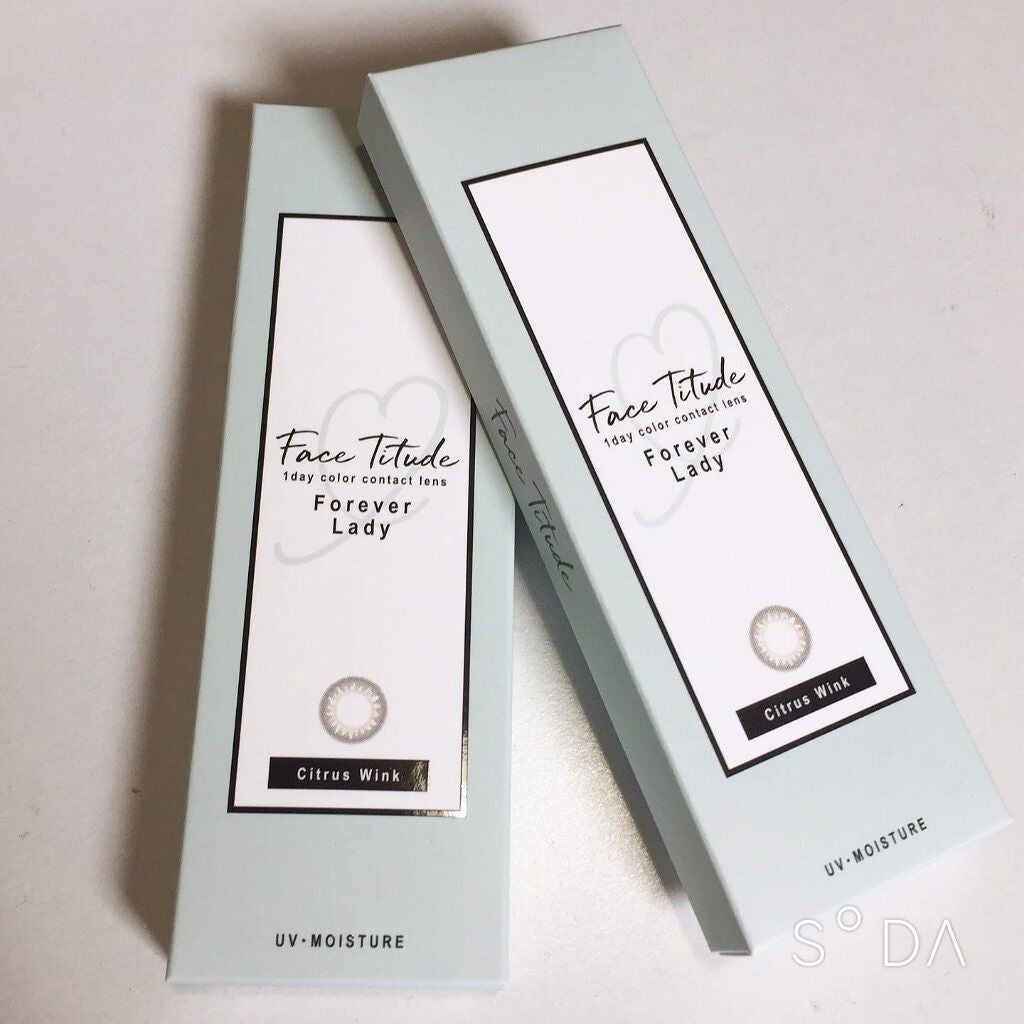 Face Titude
1day color contact lens
Forever
Lady
Citrus Wink
UV・MOISTURE
Face Titude
Face Titude
1day color contact lens
Forever
Lady
Citrus Wink
UV・MOISTURE
SODA